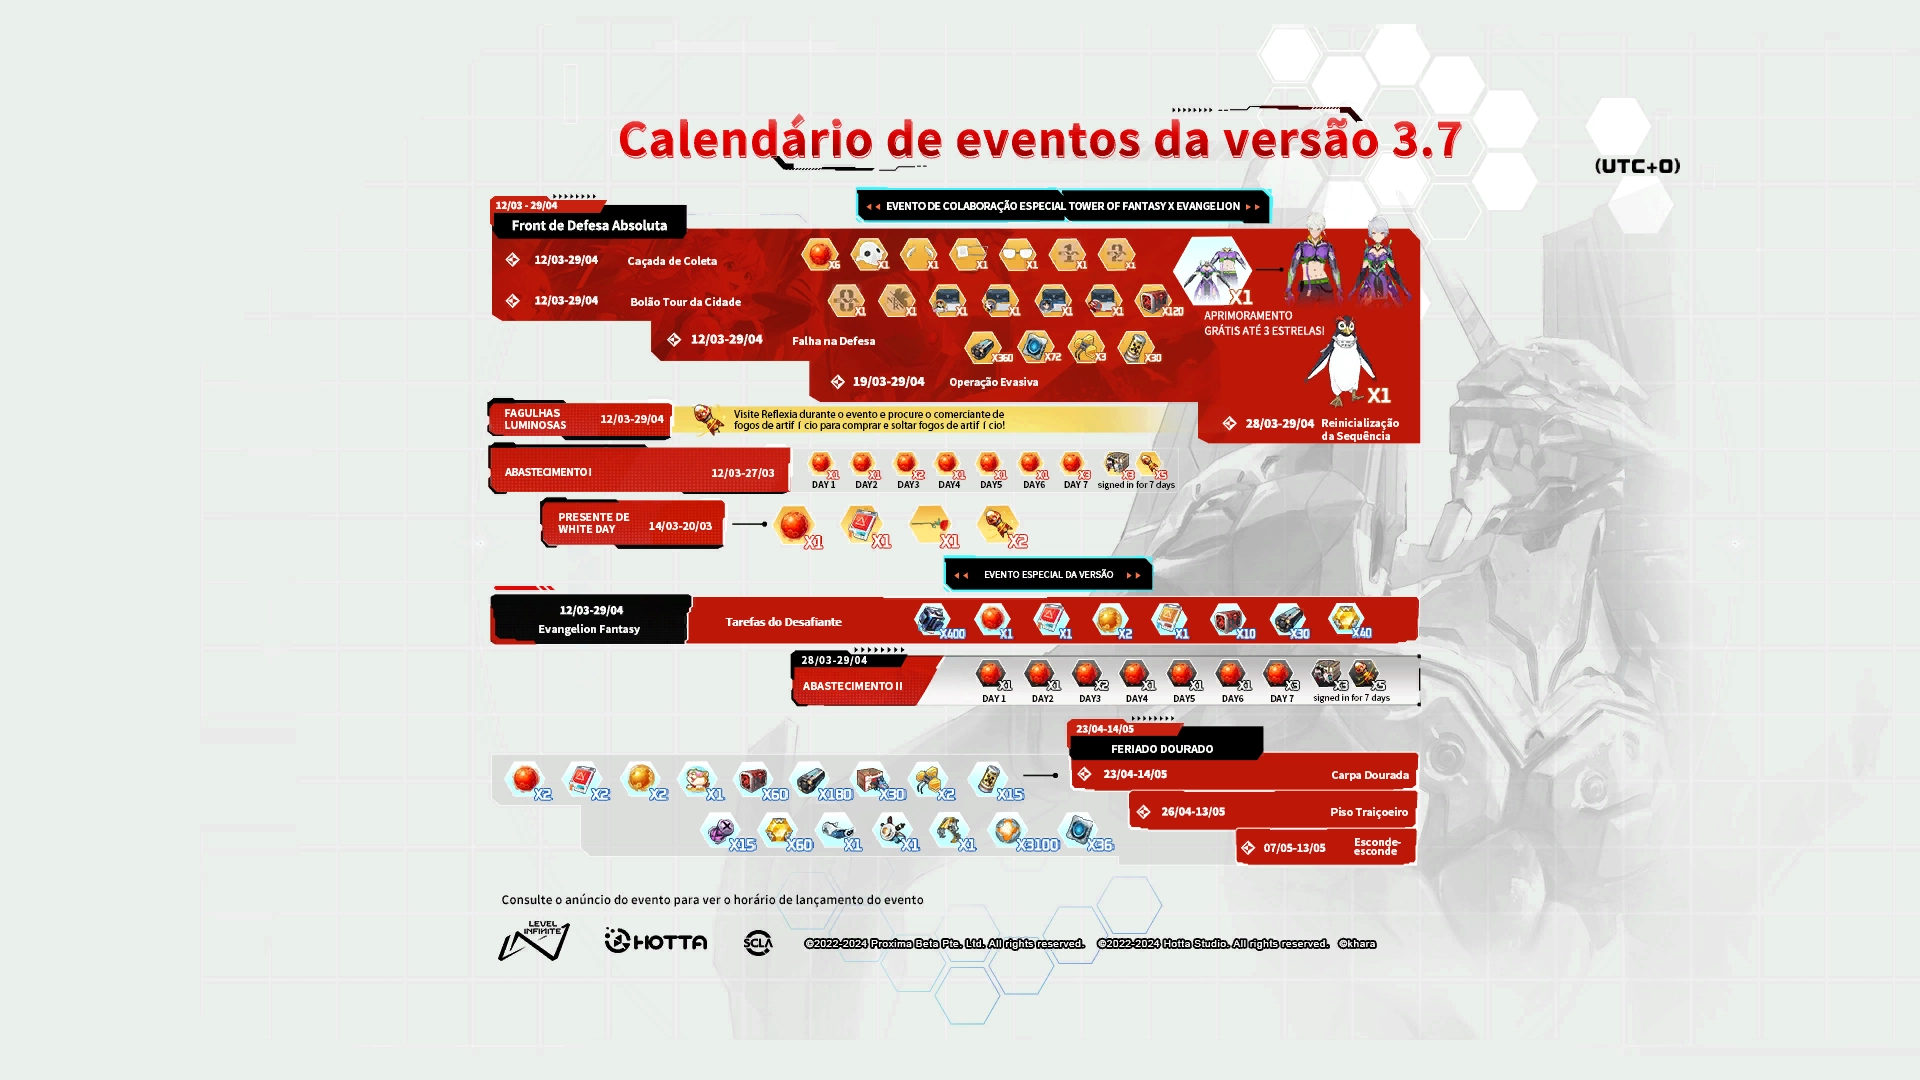 Calendário de eventos da versão 3.7
(UTC+0)
EVENTO DE COLABORAÇÃO ESPECIAL TOWER OF FANTASY X EVANGELION
12/03 - 29/04
Front de Defesa Absoluta
12/03-29/04 Caçada de Coleta
X6 X1 X1 X1 X1 X1 X1
X1
12/03-29/04 Bolão Tour da Cidade
X1 X1 X1 X1 X1 X1 X120
APRIMORAMENTO
GRÁTIS ATÉ 3 ESTRELAS!
12/03-29/04 Falha na Defesa
X360 X72 X3 X30
19/03-29/04 Operação Evasiva
X1
28/03-29/04 Reinicialização
da Sequência
FAGULHAS
LUMINOSAS
12/03-29/04
Visite Reflexia durante o evento e procure o comerciante de
fogos de artif í cio para comprar e soltar fogos de artif í cio!
ABASTECIMENTO I 12/03-27/03
X1 X1 X2 X1 X1 X1 X3 X3 X5
DAY 1 DAY2 DAY3 DAY4 DAY5 DAY6 DAY 7 signed in for 7 days
PRESENTE DE
WHITE DAY
14/03-20/03
X1 X1 X1 X2
EVENTO ESPECIAL DA VERSÃO
12/03-29/04
Evangelion Fantasy
Tarefas do Desafiante
X400 X1 X1 X2 X1 X10 X30 X40
28/03-29/04
ABASTECIMENTO II
X1 X1 X2 X1 X1 X1 X3 X3 X5
DAY 1 DAY2 DAY3 DAY4 DAY5 DAY6 DAY 7 signed in for 7 days
23/04-14/05
FERIADO DOURADO
23/04-14/05 Carpa Dourada
X2 X2 X2 X1 X60 X180 X30 X2 X15
26/04-13/05 Piso Traiçoeiro
X15 X60 X1 X1 X1 X3100 X36
07/05-13/05 Esconde-
esconde
Consulte o anúncio do evento para ver o horário de lançamento do evento
LEVEL
INFINITE
HOTTA
SCLA
©2022-2024 Proxima Beta Pte. Ltd. All rights reserved. ©2022-2024 Hotta Studio. All rights reserved. ©khara